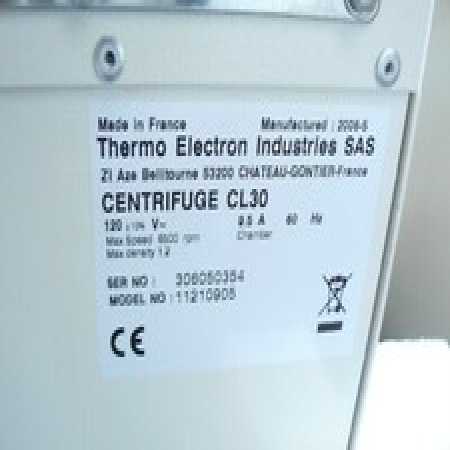 Made in France Manufactured : 2006-5
Thermo Electron Industries SAS
ZI Aze Bellitourne 53200 CHATEAU-GONTIER-France
CENTRIFUGE CL30
120 ±10% V~ 9.5 A 60 Hz
Max Speed 6500 rpm Chamber
Max density 1.2
SER NO : 306050354
MODEL NO : 11210905
CE